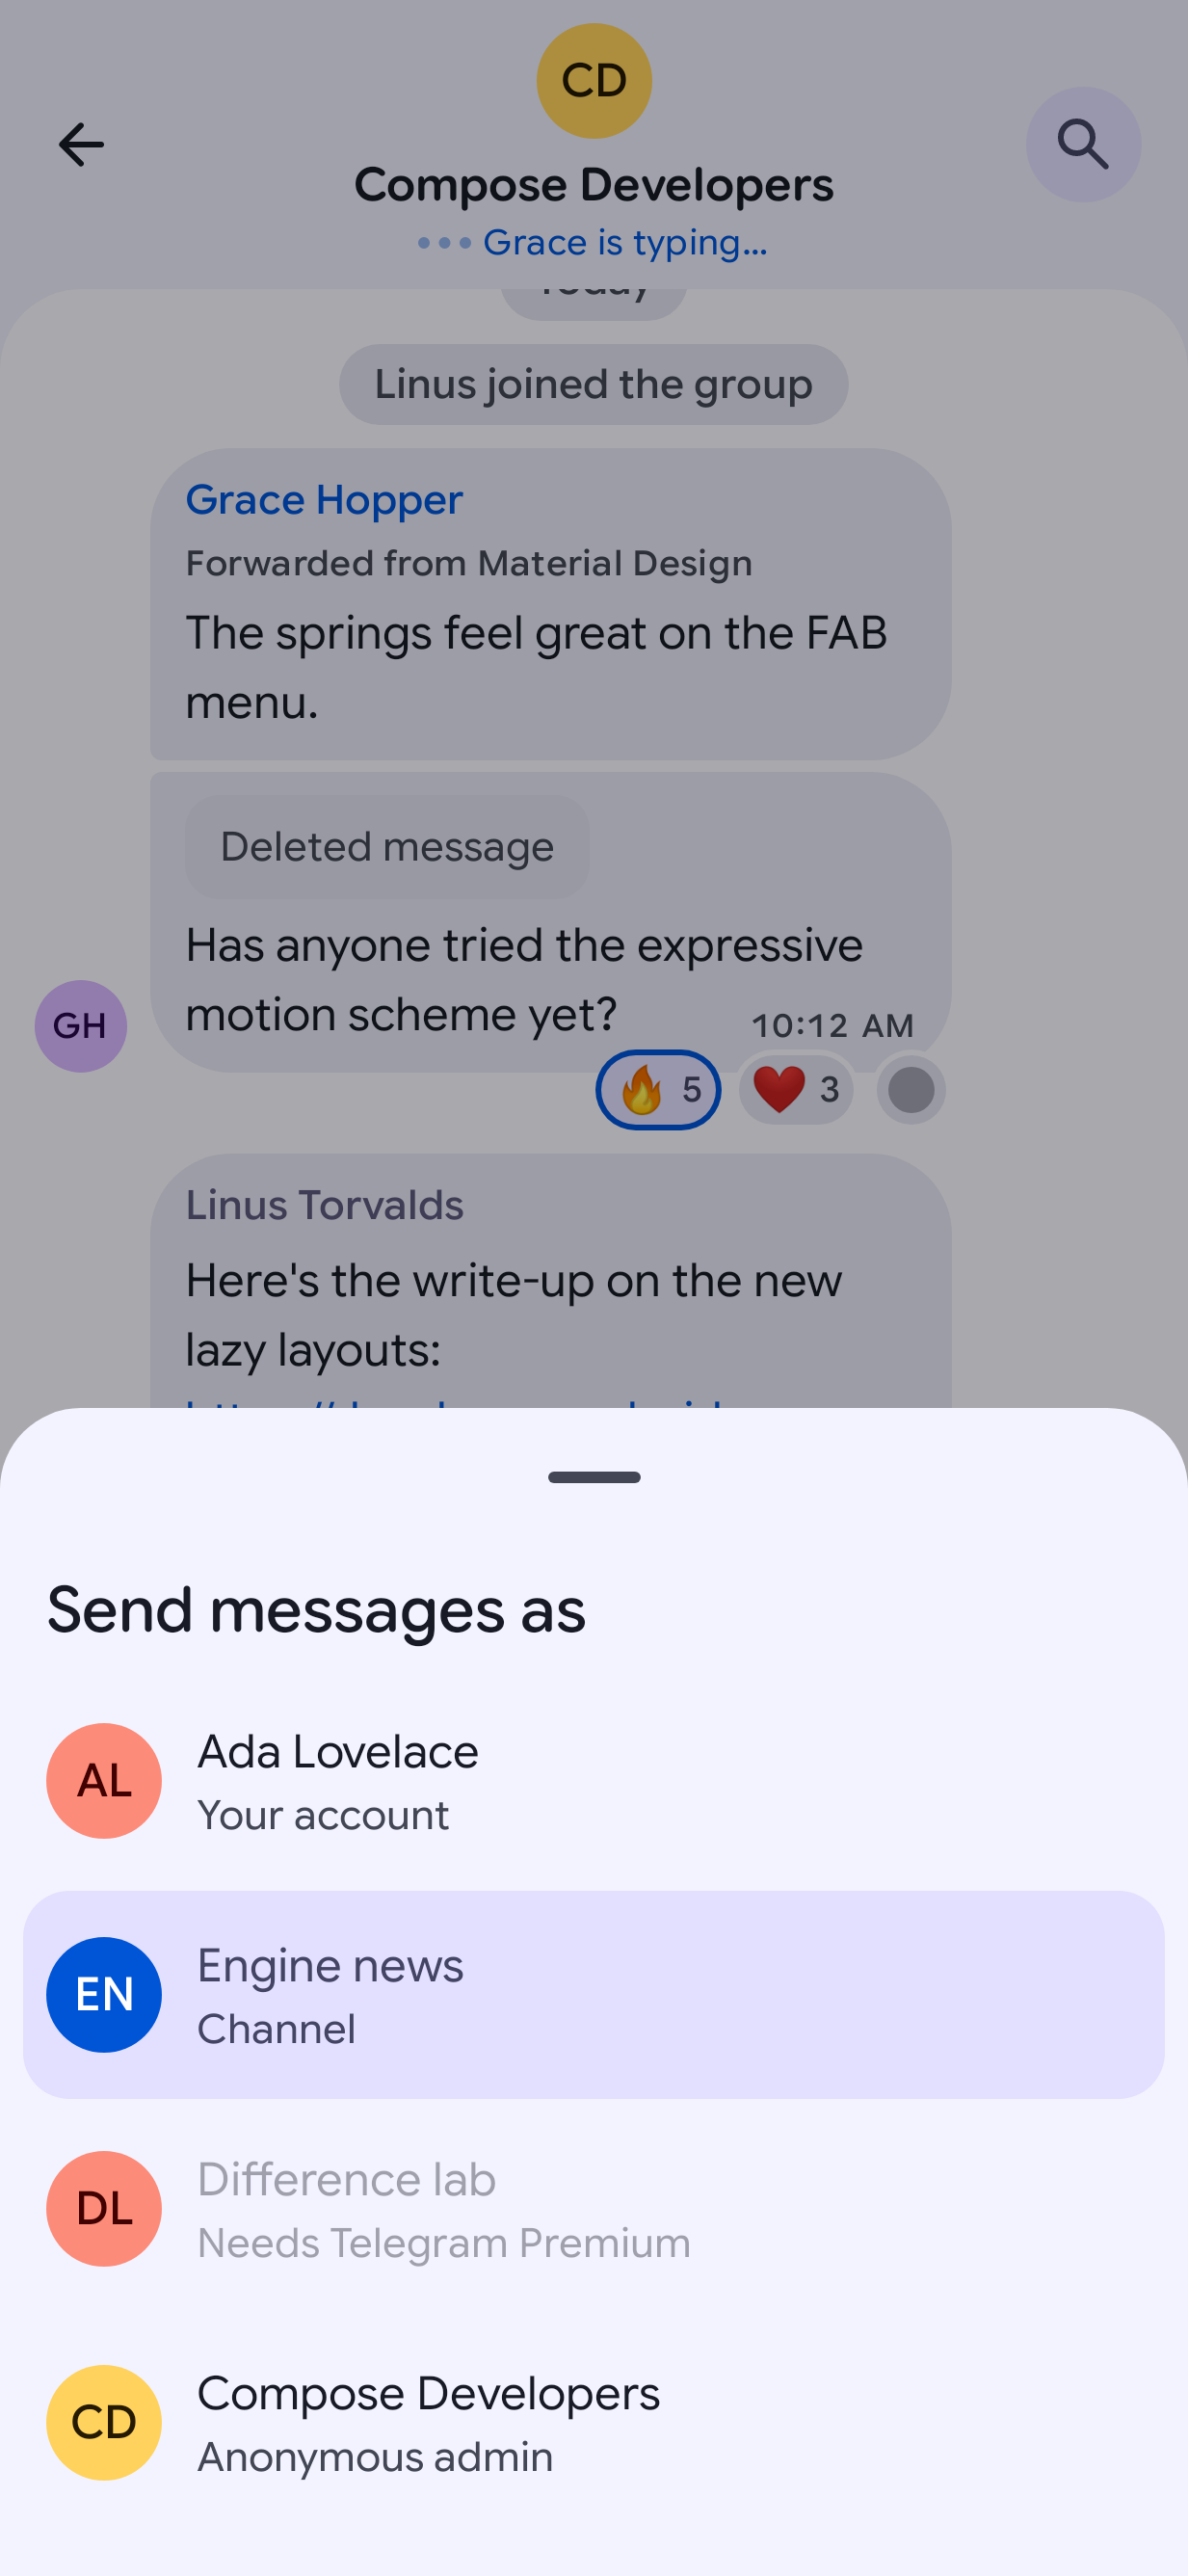 CD
Compose Developers
Grace is typing...
Today
Linus joined the group
Grace Hopper
Forwarded from Material Design
The springs feel great on the FAB
menu.
Deleted message
Has anyone tried the expressive
motion scheme yet?
10:12 AM
GH
🔥 5
❤️ 3
Linus Torvalds
Here's the write-up on the new
lazy layouts:
Send messages as
AL
Ada Lovelace
Your account
EN
Engine news
Channel
DL
Difference lab
Needs Telegram Premium
CD
Compose Developers
Anonymous admin